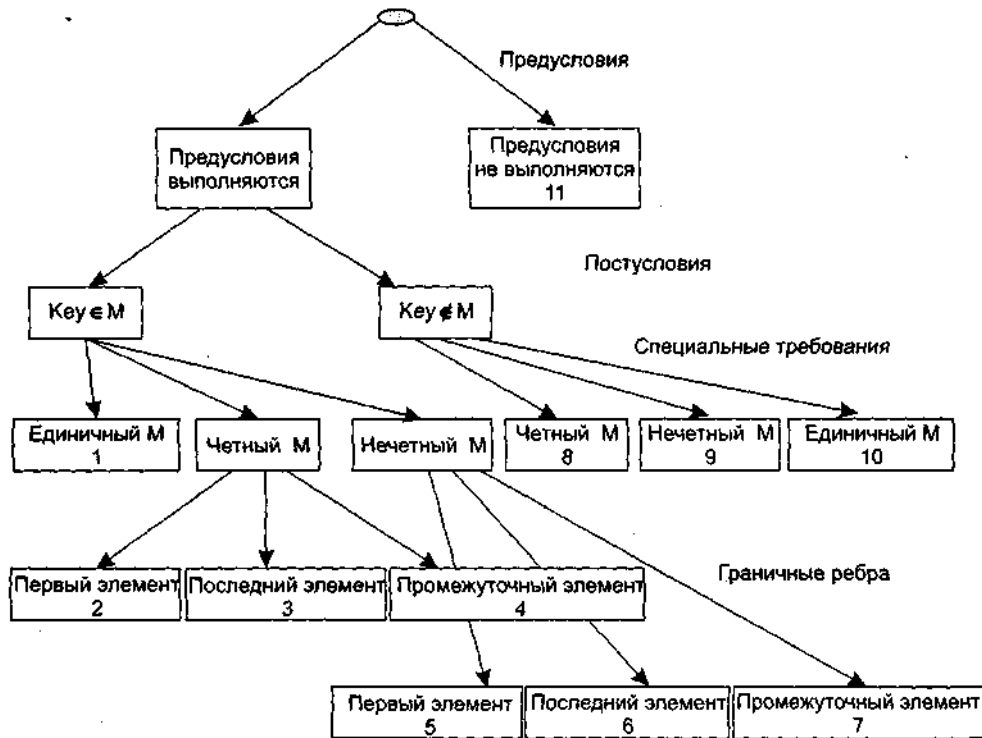 Предусловия
Предусловия
выполняются
Предусловия
не выполняются
11
Постусловия
Key ∈ M
Key ∉ M
Специальные требования
Единичный М
1
Четный М
Нечетный М
Четный М
8
Нечетный М
9
Единичный М
10
Граничные ребра
Первый элемент
2
Последний элемент
3
Промежуточный элемент
4
Первый элемент
5
Последний элемент
6
Промежуточный элемент
7